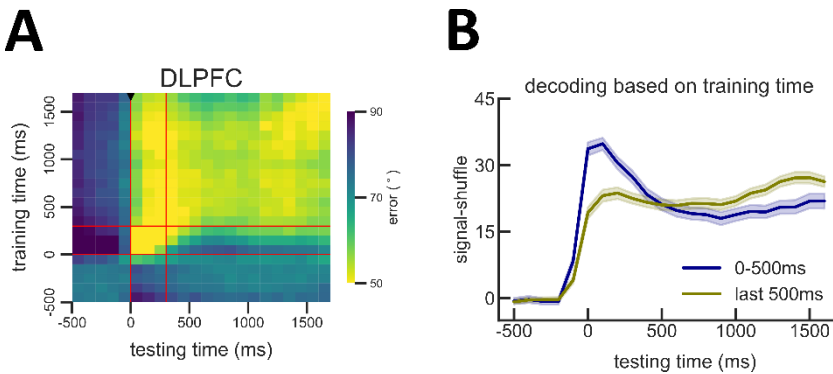 A
DLPFC
training time (ms)
1500
1000
500
0
-500
-500
0
500
1000
1500
testing time (ms)
90
70
50
error (°)
B
decoding based on training time
signal-shuffle
45
30
15
0
0-500ms
last 500ms
-500
0
500
1000
1500
testing time (ms)